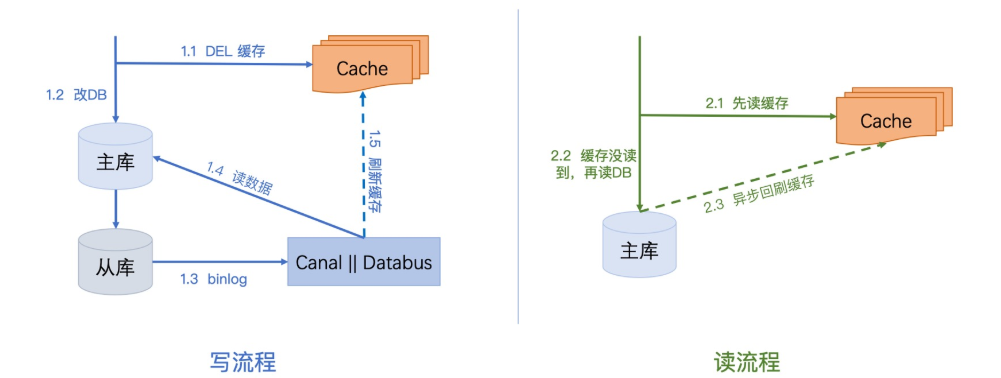 1.1 DEL 缓存
Cache
1.2 改DB
主库
1.4 读数据
1.5 刷新缓存
从库
1.3 binlog
Canal || Databus
写流程
2.1 先读缓存
Cache
2.2 缓存没读
到，再读DB
2.3 异步回刷缓存
主库
读流程